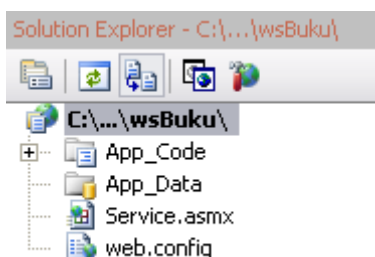 Solution Explorer - C:\...\wsBuku\
C:\...\wsBuku\
App_Code
App_Data
Service.asmx
web.config